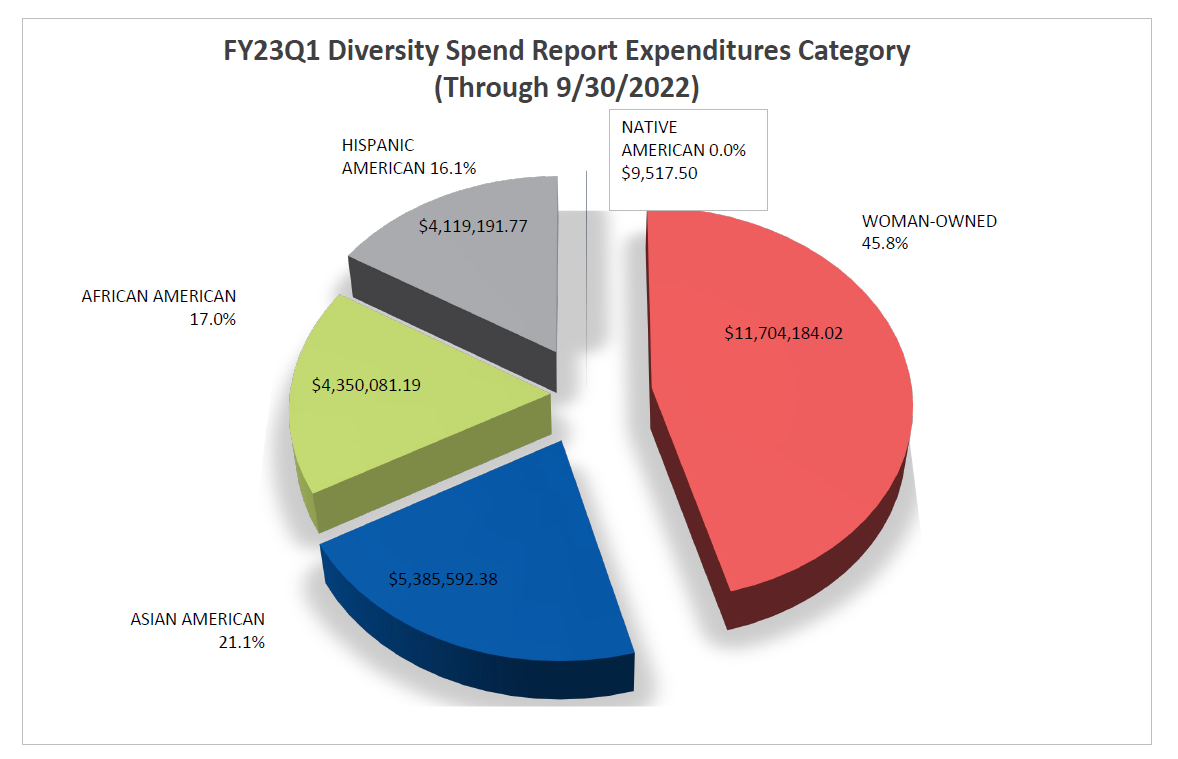 FY23Q1 Diversity Spend Report Expenditures Category
(Through 9/30/2022)
NATIVE
AMERICAN 0.0%
$9,517.50
HISPANIC
AMERICAN 16.1%
$4,119,191.77
WOMAN-OWNED
45.8%
$11,704,184.02
AFRICAN AMERICAN
17.0%
$4,350,081.19
$5,385,592.38
ASIAN AMERICAN
21.1%